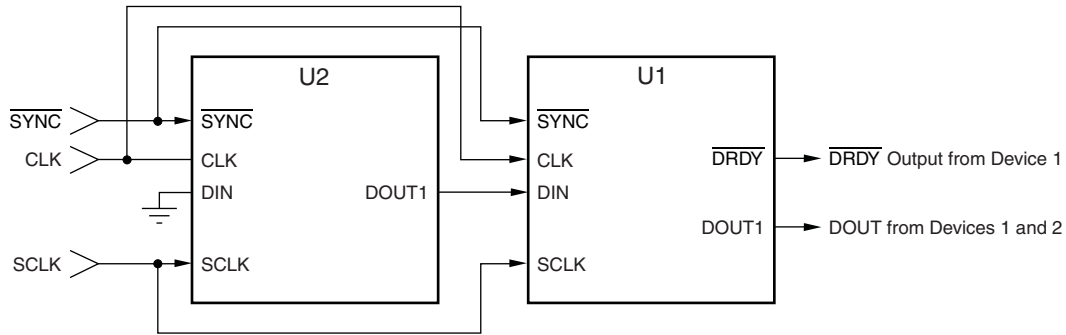 U2
U1
SYNC
SYNC
SYNC
CLK
CLK
CLK
DRDY
DRDY Output from Device 1
DIN
DOUT1
DIN
DOUT1
DOUT from Devices 1 and 2
SCLK
SCLK
SCLK